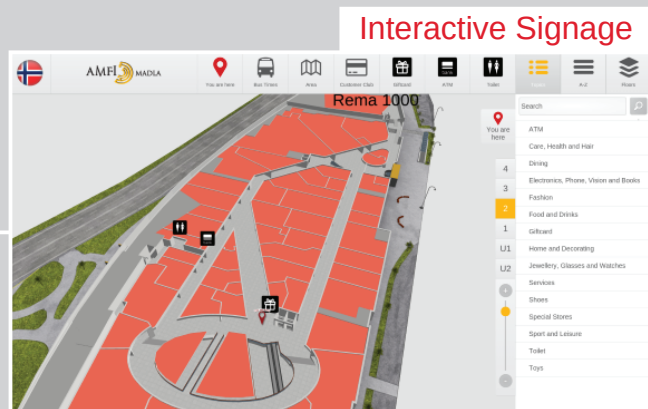 Interactive Signage
AMFI MADLA
You are here
Bus Times
Area
Customer Club
Giftcard
ATM
Toilet
A-Z
Floors
Rema 1000
Search
You are
here
4
3
2
1
U1
U2
+
-
ATM
Care, Health and Hair
Dining
Electronics, Phone, Vision and Books
Fashion
Food and Drinks
Giftcard
Home and Decorating
Jewellery, Glasses and Watches
Services
Shoes
Special Stores
Sport and Leisure
Toilet
Toys